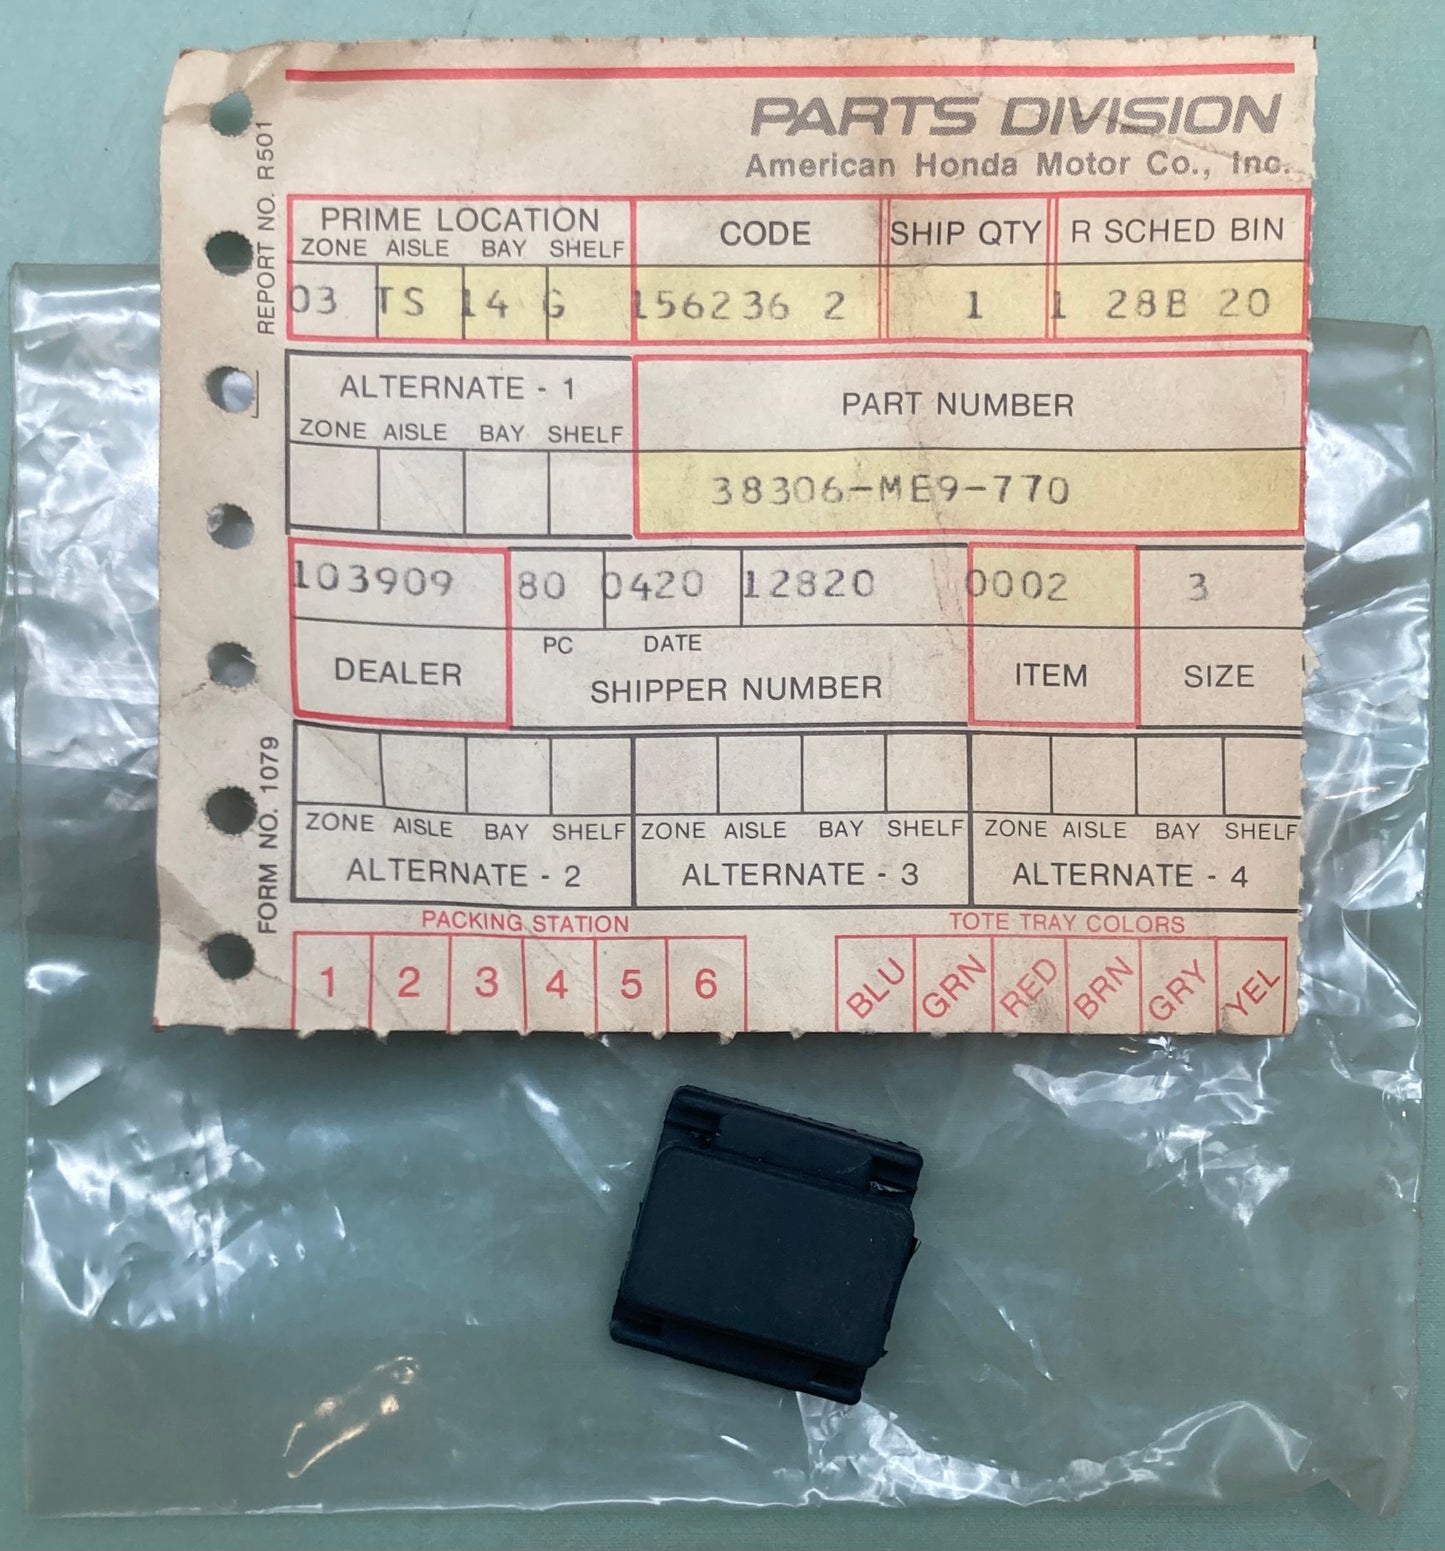 PARTS DIVISION
American Honda Motor Co., Inc.
REPORT NO. R501
PRIME LOCATION CODE SHIP QTY R SCHED BIN
ZONE AISLE BAY SHELF
03 TS 14 G 156236 2 1 1 28B 20
ALTERNATE - 1 PART NUMBER
ZONE AISLE BAY SHELF
38306-ME9-770
103909 80 0420 12820 0002 3
PC DATE
DEALER SHIPPER NUMBER ITEM SIZE
FORM NO. 1079
ZONE AISLE BAY SHELF ZONE AISLE BAY SHELF ZONE AISLE BAY SHELF
ALTERNATE - 2 ALTERNATE - 3 ALTERNATE - 4
PACKING STATION TOTE TRAY COLORS
1 2 3 4 5 6 BLU GRN RED BRN GRY YEL